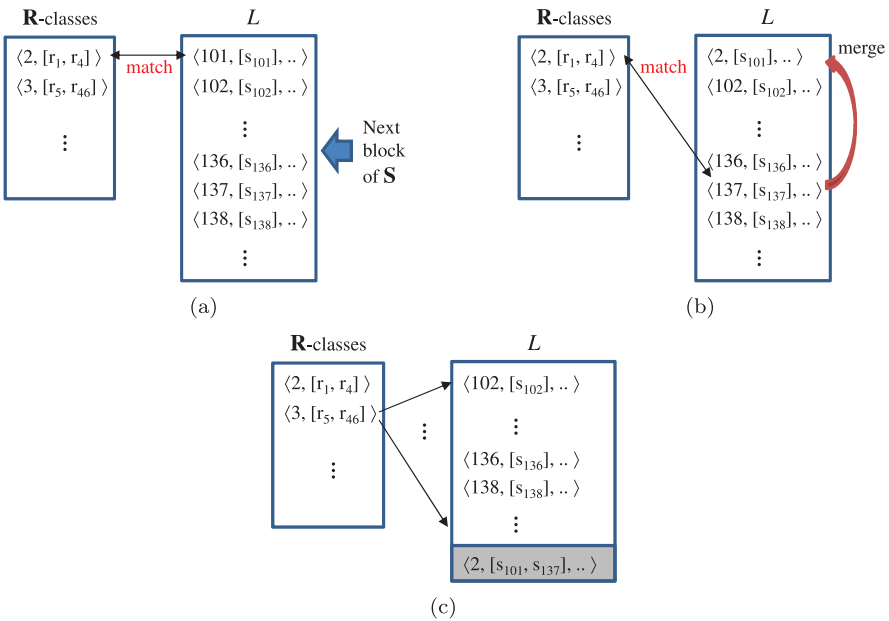 R-classes
L
⟨2, [r₁, r₄] ⟩
⟨3, [r₅, r₄₆] ⟩
⋮
match
⟨101, [s₁₀₁], .. ⟩
⟨102, [s₁₀₂], .. ⟩
⋮
⟨136, [s₁₃₆], .. ⟩
⟨137, [s₁₃₇], .. ⟩
⟨138, [s₁₃₈], .. ⟩
⋮
Next
block
of S
(a)
R-classes
L
⟨2, [r₁, r₄] ⟩
⟨3, [r₅, r₄₆] ⟩
⋮
match
⟨2, [s₁₀₁], .. ⟩
⟨102, [s₁₀₂], .. ⟩
⋮
⟨136, [s₁₃₆], .. ⟩
⟨137, [s₁₃₇], .. ⟩
⟨138, [s₁₃₈], .. ⟩
⋮
merge
(b)
R-classes
L
⟨2, [r₁, r₄] ⟩
⟨3, [r₅, r₄₆] ⟩
⋮
⋮
⟨102, [s₁₀₂], .. ⟩
⋮
⟨136, [s₁₃₆], .. ⟩
⟨138, [s₁₃₈], .. ⟩
⋮
⟨2, [s₁₀₁, s₁₃₇], .. ⟩
(c)